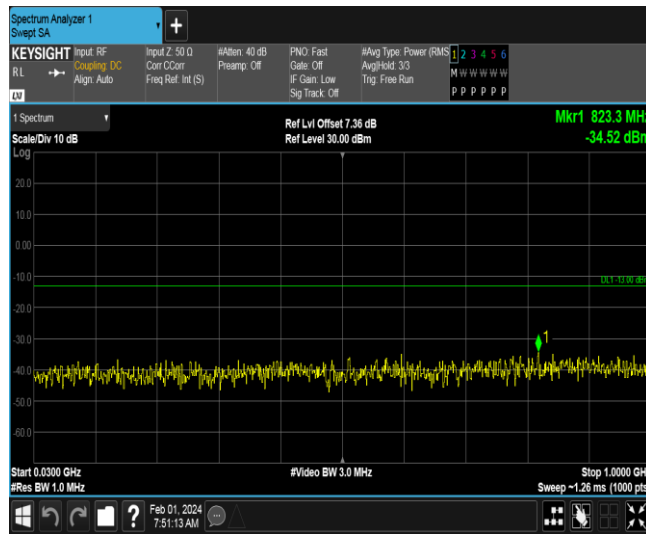 Spectrum Analyzer 1
Swept SA
+
KEYSIGHT
RL
LXI
Input: RF
Coupling: DC
Align: Auto
Input Z: 50 Ω
Corr CCorr
Freq Ref: Int (S)
#Atten: 40 dB
Preamp: Off
PNO: Fast
Gate: Off
IF Gain: Low
Sig Track: Off
#Avg Type: Power (RMS
Avg|Hold: 3/3
Trig: Free Run
1 2 3 4 5 6
M W W W W W
P P P P P P
1 Spectrum
Scale/Div 10 dB
Log
Ref Lvl Offset 7.36 dB
Ref Level 30.00 dBm
Mkr1 823.3 MHz
-34.52 dBm
20.0
10.0
0.00
-10.0
DL1 -13.00 dBm
-20.0
-30.0
1
-40.0
-50.0
-60.0
Start 0.0300 GHz
#Res BW 1.0 MHz
#Video BW 3.0 MHz
Stop 1.0000 GH
Sweep ~1.26 ms (1000 pts
?
Feb 01, 2024
7:51:13 AM